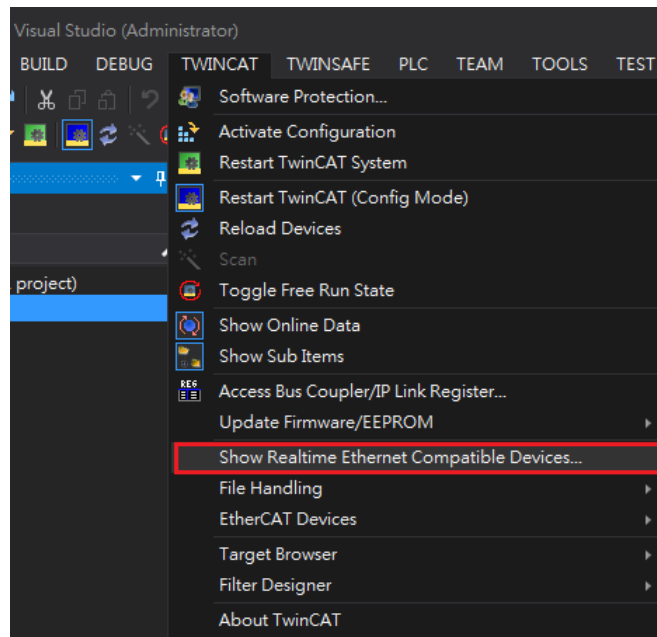 Visual Studio (Administrator)
BUILD DEBUG TWINCAT TWINSAFE PLC TEAM TOOLS TEST
Software Protection...
Activate Configuration
Restart TwinCAT System
Restart TwinCAT (Config Mode)
Reload Devices
Scan
project)
Toggle Free Run State
Show Online Data
Show Sub Items
REG
Access Bus Coupler/IP Link Register...
Update Firmware/EEPROM
Show Realtime Ethernet Compatible Devices...
File Handling
EtherCAT Devices
Target Browser
Filter Designer
About TwinCAT